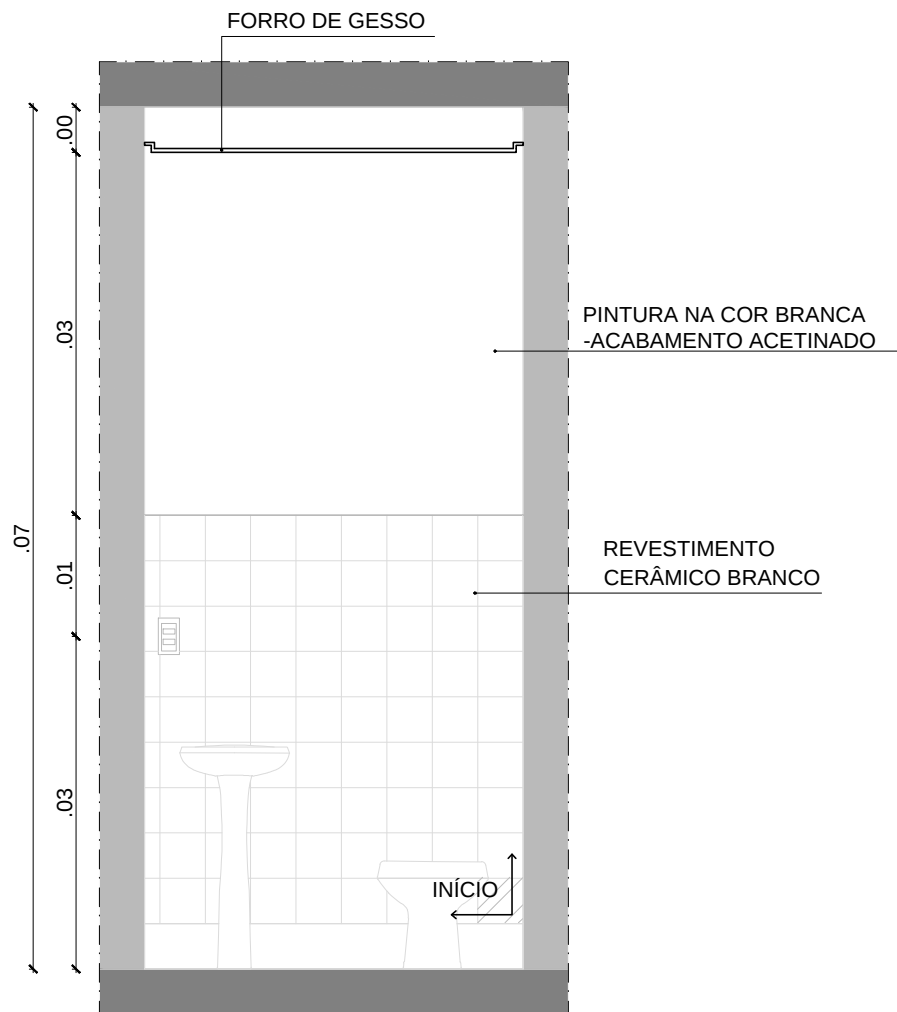 FORRO DE GESSO
.00
.03
PINTURA NA COR BRANCA
-ACABAMENTO ACETINADO
.07
.01
REVESTIMENTO
CERÂMICO BRANCO
.03
INÍCIO